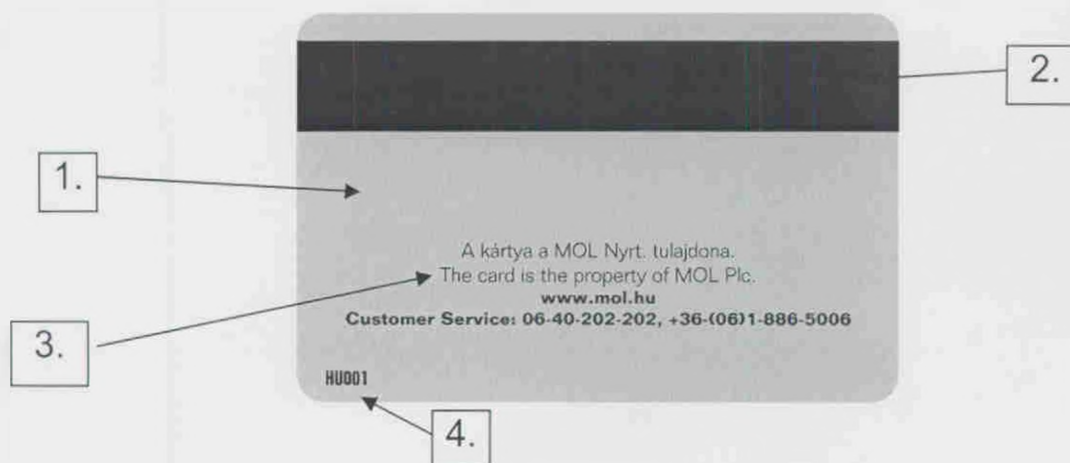 2.
1.
A kártya a MOL Nyrt. tulajdona.
The card is the property of MOL Plc.
www.mol.hu
Customer Service: 06-40-202-202, +36-(06)1-886-5006
3.
HU001
4.